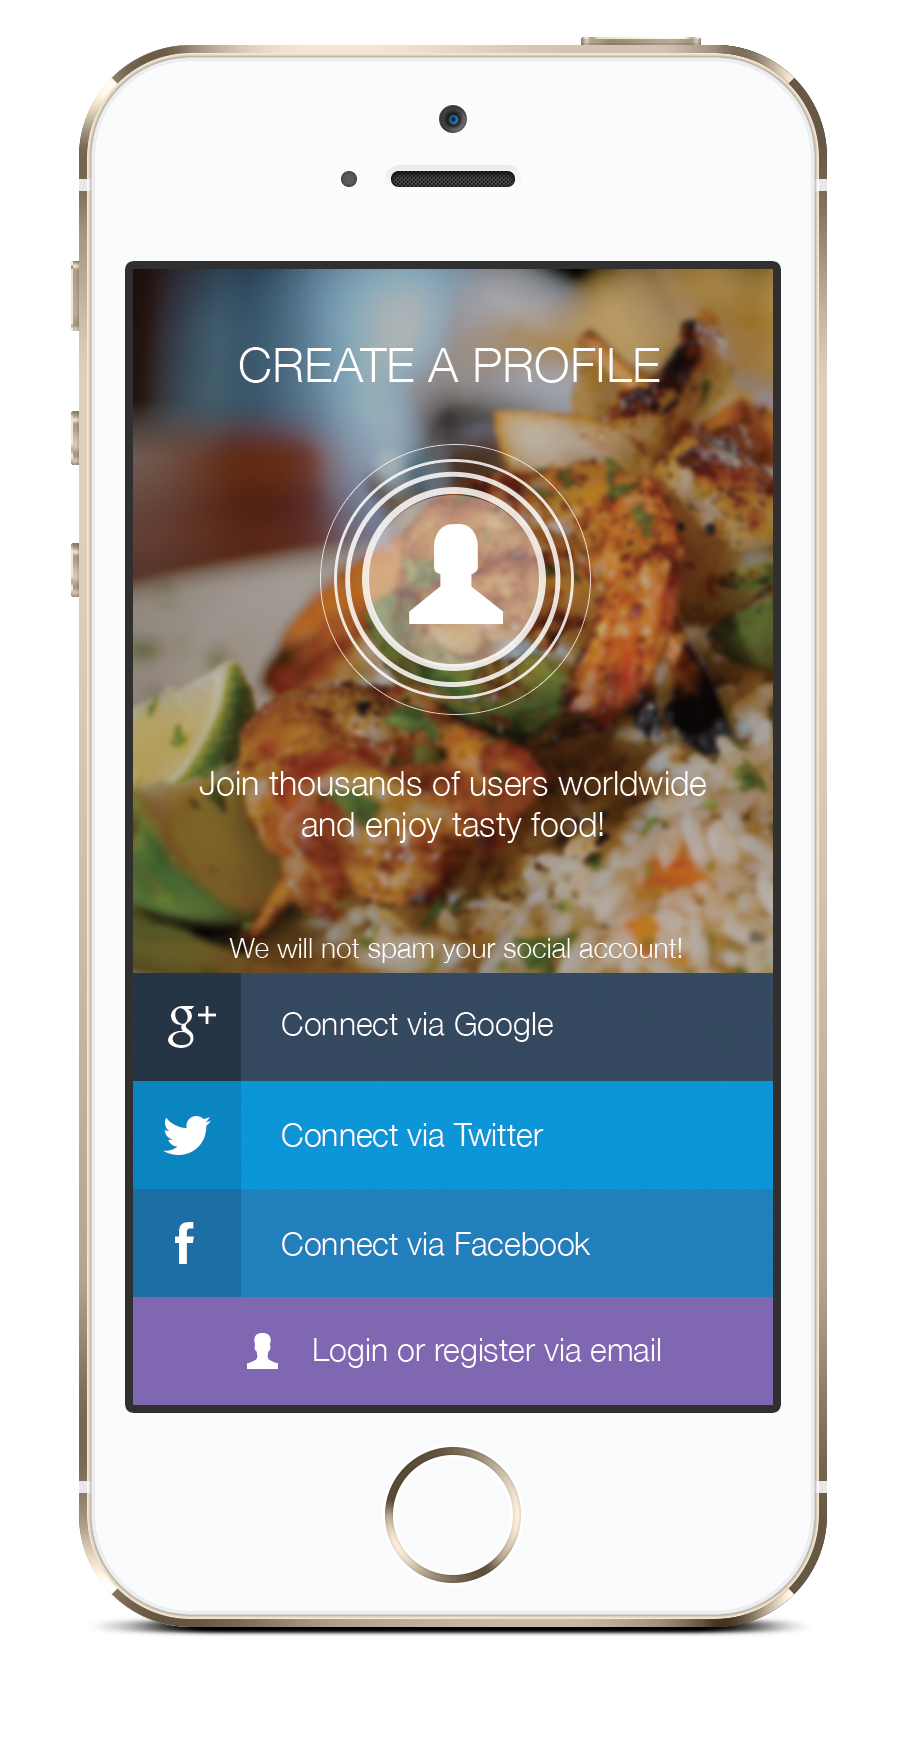 CREATE A PROFILE
Join thousands of users worldwide
and enjoy tasty food!
We will not spam your social account!
g+ Connect via Google
Connect via Twitter
f Connect via Facebook
Login or register via email